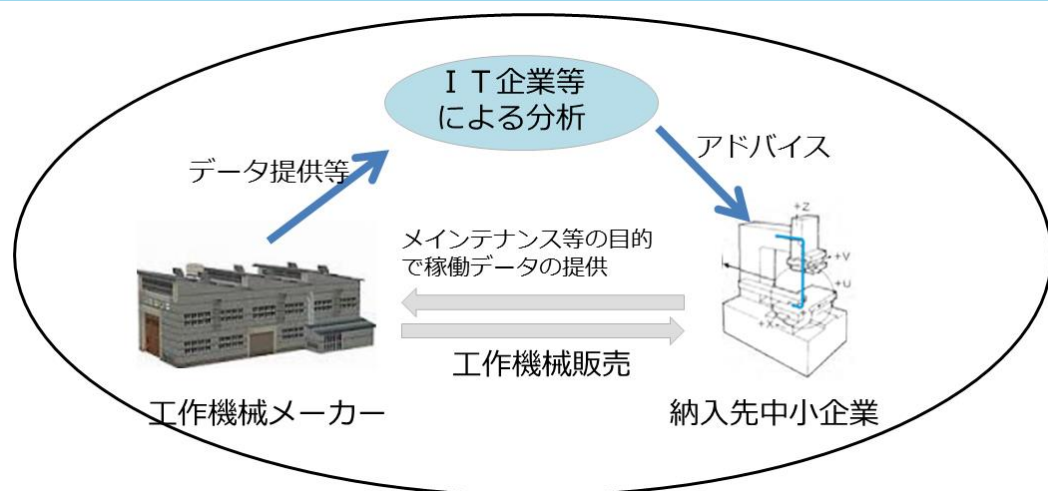 ＩＴ企業等
による分析
データ提供等
アドバイス
メインテナンス等の目的
で稼働データの提供
工作機械販売
工作機械メーカー
納入先中小企業
+Z
+V
+U
+X